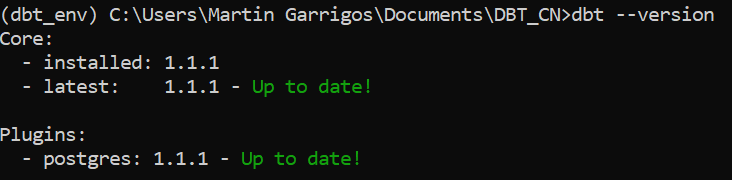 (dbt_env) C:\Users\Martin Garrigos\Documents\DBT_CN>dbt --version
Core:
  - installed: 1.1.1
  - latest:    1.1.1 - Up to date!

Plugins:
  - postgres: 1.1.1 - Up to date!